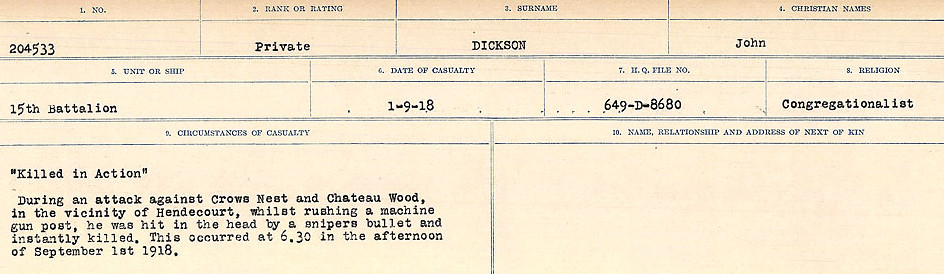 1. NO. 2. RANK OR RATING 3. SURNAME 4. CHRISTIAN NAMES
204533 Private DICKSON John
5. UNIT OR SHIP 6. DATE OF CASUALTY 7. H. Q. FILE NO. 8. RELIGION
15th Battalion 1-9-18 649-D-8680 Congregationalist
9. CIRCUMSTANCES OF CASUALTY 10. NAME, RELATIONSHIP AND ADDRESS OF NEXT OF KIN
"Killed in Action"
During an attack against Crows Nest and Chateau Wood,
in the vicinity of Hendecourt, whilst rushing a machine
gun post, he was hit in the head by a snipers bullet and
instantly killed. This occurred at 6.30 in the afternoon
of September 1st 1918.